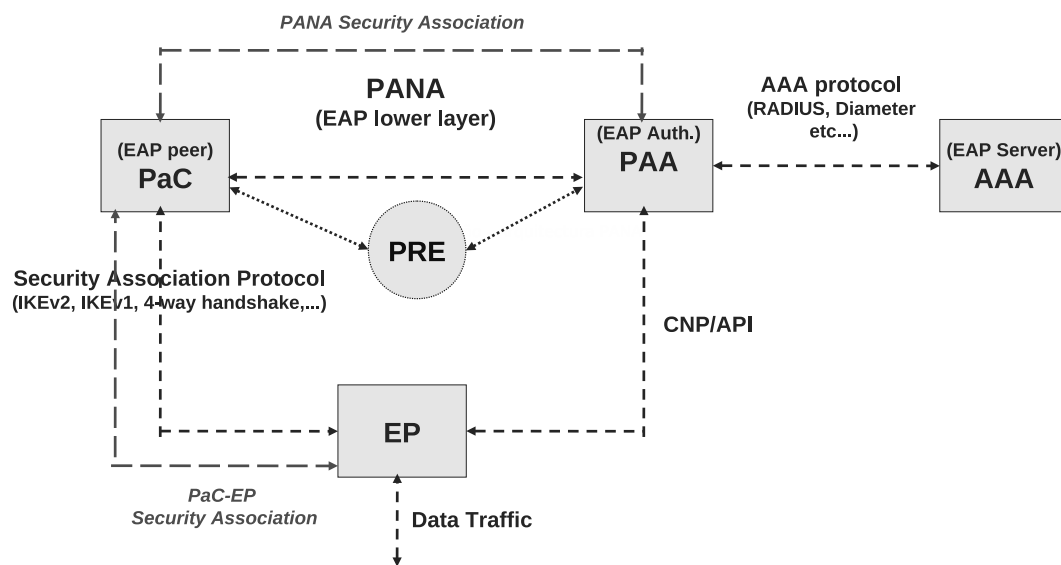 PANA Security Association
PANA
(EAP lower layer)
AAA protocol
(RADIUS, Diameter
etc...)
(EAP peer)
PaC
(EAP Auth.)
PAA
(EAP Server)
AAA
PRE
Security Association Protocol
(IKEv2, IKEv1, 4-way handshake,...)
CNP/API
EP
PaC-EP
Security Association
Data Traffic